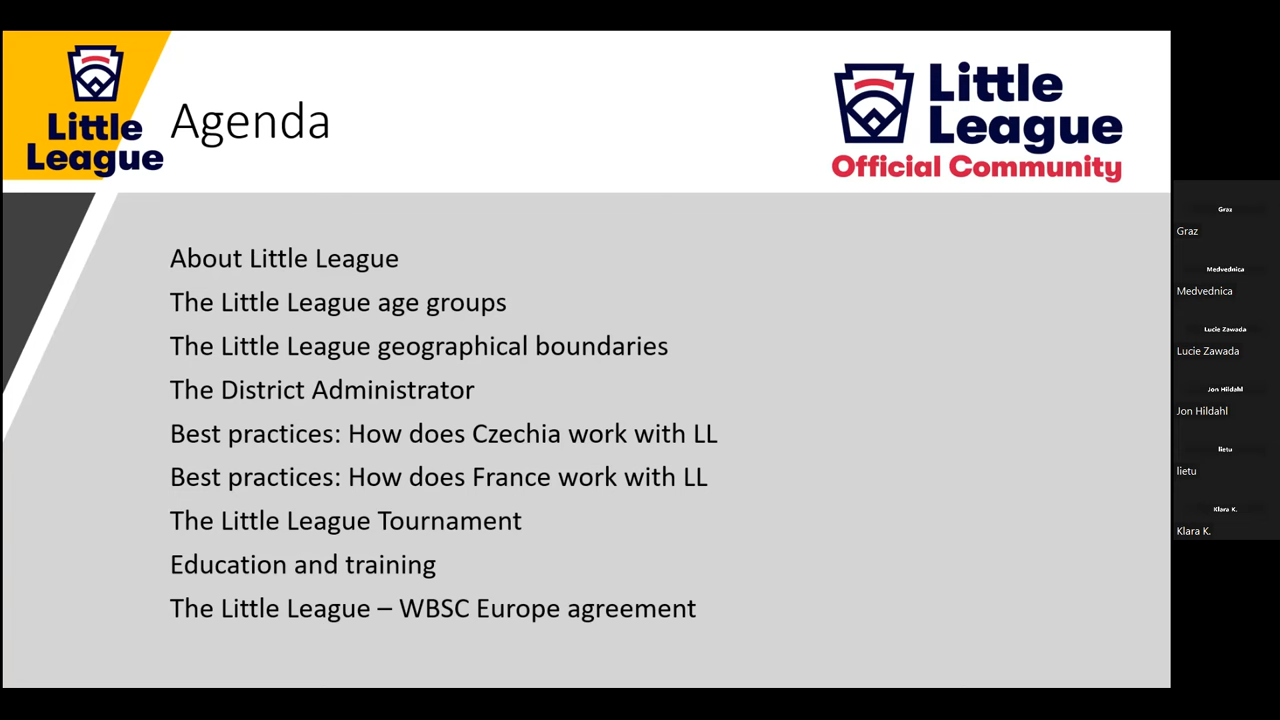 Little
League
Agenda
Little
League
Official Community
About Little League
The Little League age groups
The Little League geographical boundaries
The District Administrator
Best practices: How does Czechia work with LL
Best practices: How does France work with LL
The Little League Tournament
Education and training
The Little League – WBSC Europe agreement
Graz
Graz
Medvednica
Medvednica
Lucie Zawada
Lucie Zawada
Jon Hildahl
Jon Hildahl
lietu
lietu
Klara K.
Klara K.